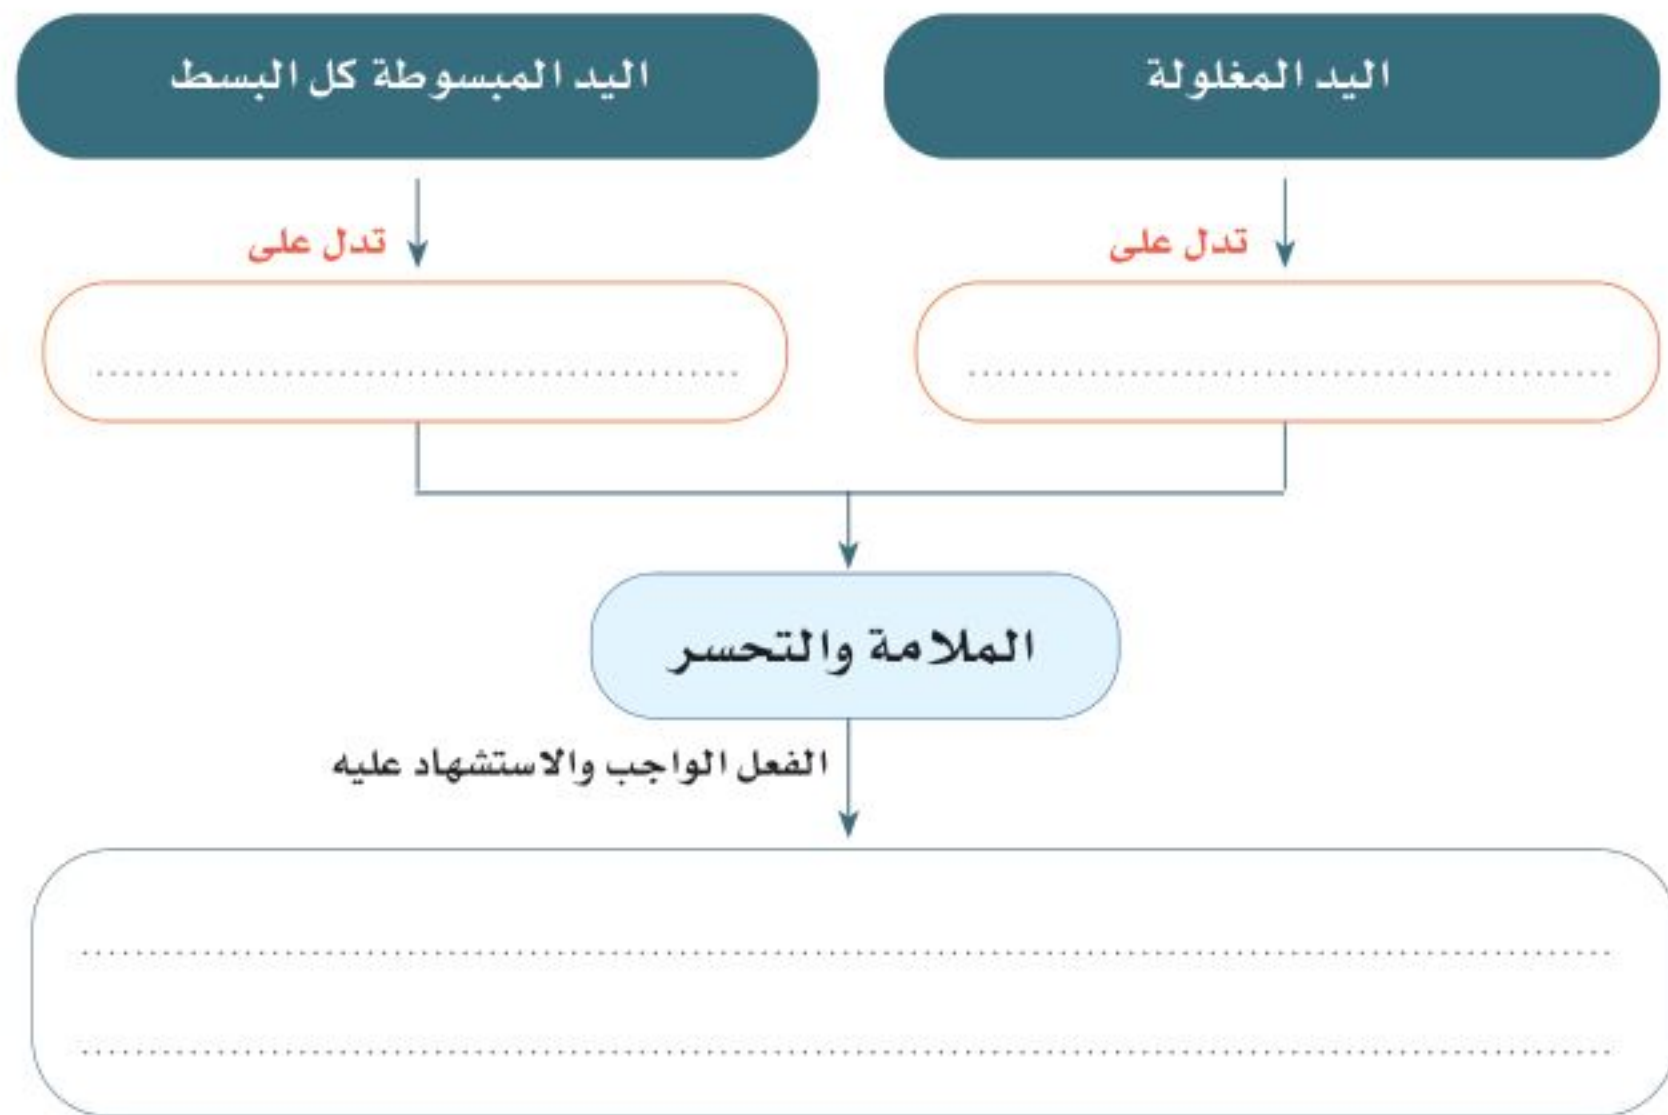 اليد المغلولة
اليد المبسوطة كل البسط
تدل على
تدل على
الملامة والتحسر
الفعل الواجب والاستشهاد عليه